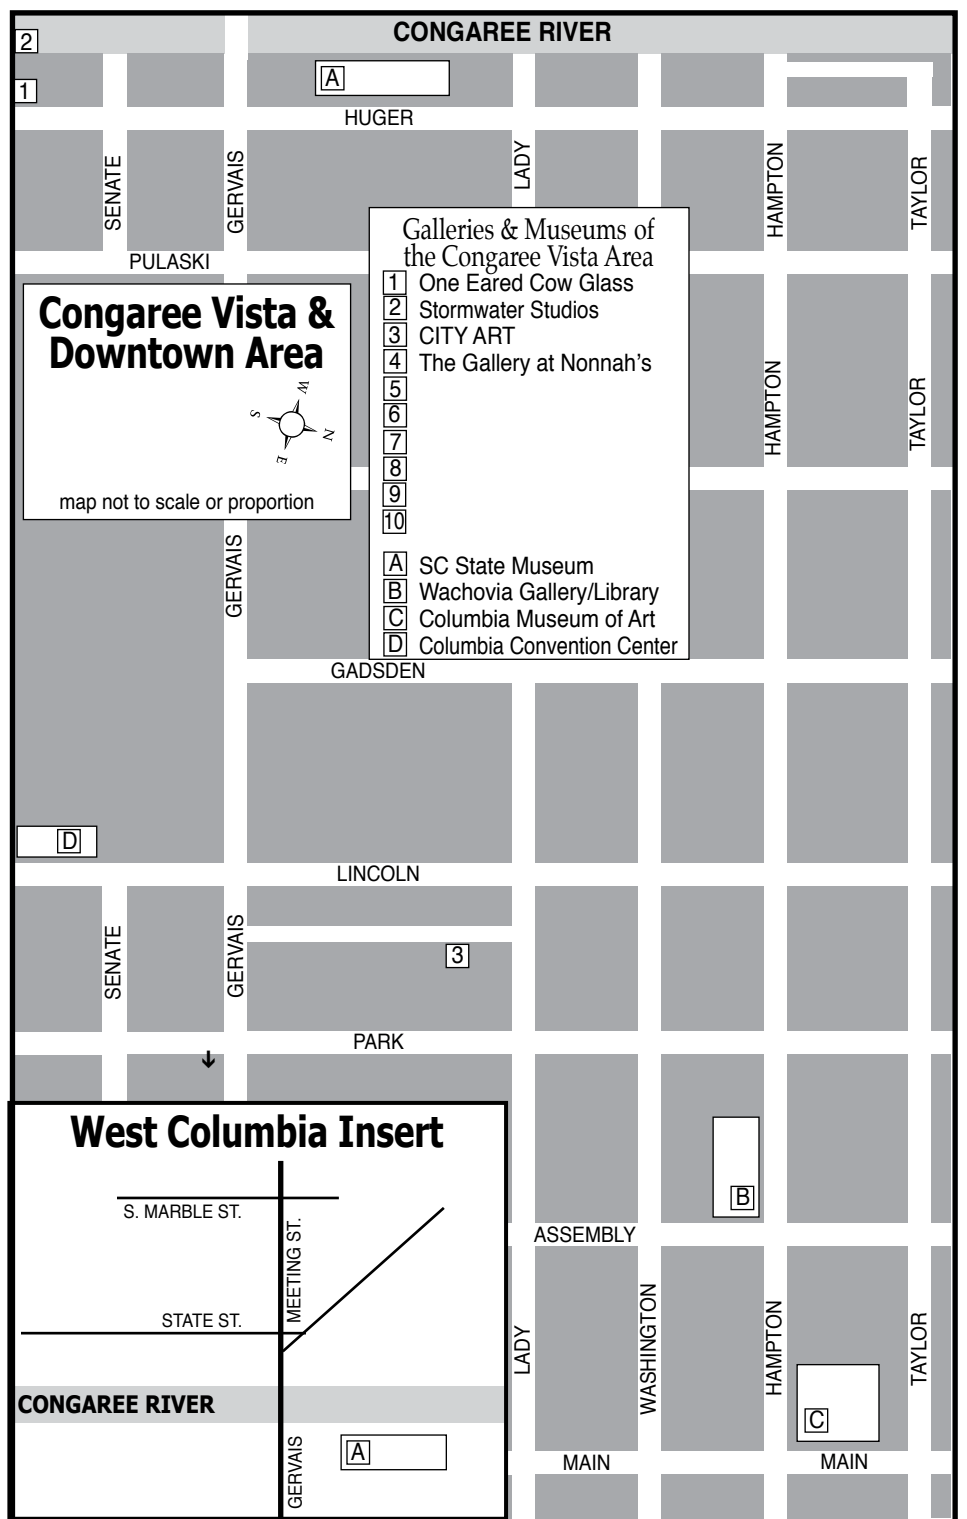 CONGAREE RIVER
2
1
A
HUGER
SENATE
GERVAIS
LADY
HAMPTON
TAYLOR
PULASKI
Galleries & Museums of
the Congaree Vista Area
1 One Eared Cow Glass
2 Stormwater Studios
3 CITY ART
4 The Gallery at Nonnah's
5
6
7
8
9
10
A SC State Museum
B Wachovia Gallery/Library
C Columbia Museum of Art
D Columbia Convention Center
Congaree Vista &
Downtown Area
W
S
N
E
map not to scale or proportion
HAMPTON
TAYLOR
GERVAIS
GADSDEN
D
LINCOLN
SENATE
GERVAIS
3
PARK
West Columbia Insert
S. MARBLE ST.
MEETING ST.
STATE ST.
CONGAREE RIVER
GERVAIS
A
B
ASSEMBLY
LADY
WASHINGTON
HAMPTON
TAYLOR
C
MAIN
MAIN